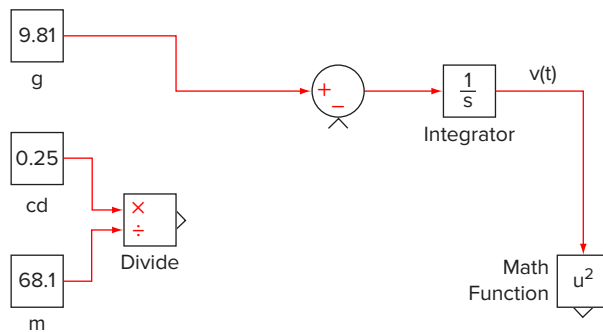 9.81
g
+
−
1
s
Integrator
v(t)
0.25
cd
×
÷
Divide
68.1
m
Math
Function
u²